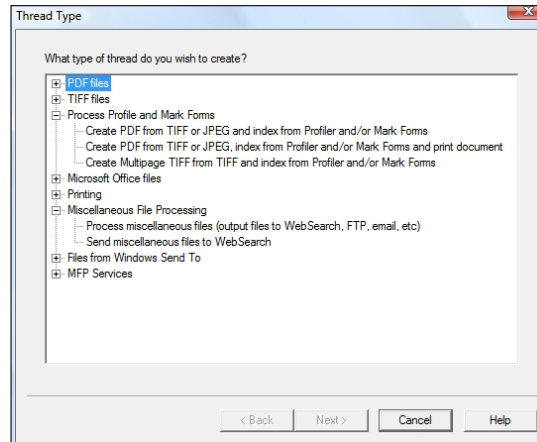 Thread Type
What type of thread do you wish to create?
PDF files
TIFF files
Process Profile and Mark Forms
Create PDF from TIFF or JPEG and index from Profiler and/or Mark Forms
Create PDF from TIFF or JPEG, index from Profiler and/or Mark Forms and print document
Create Multipage TIFF from TIFF and index from Profiler and/or Mark Forms
Microsoft Office files
Printing
Miscellaneous File Processing
Process miscellaneous files (output files to WebSearch, FTP, email, etc)
Send miscellaneous files to WebSearch
Files from Windows Send To
MFP Services
< Back Next > Cancel Help